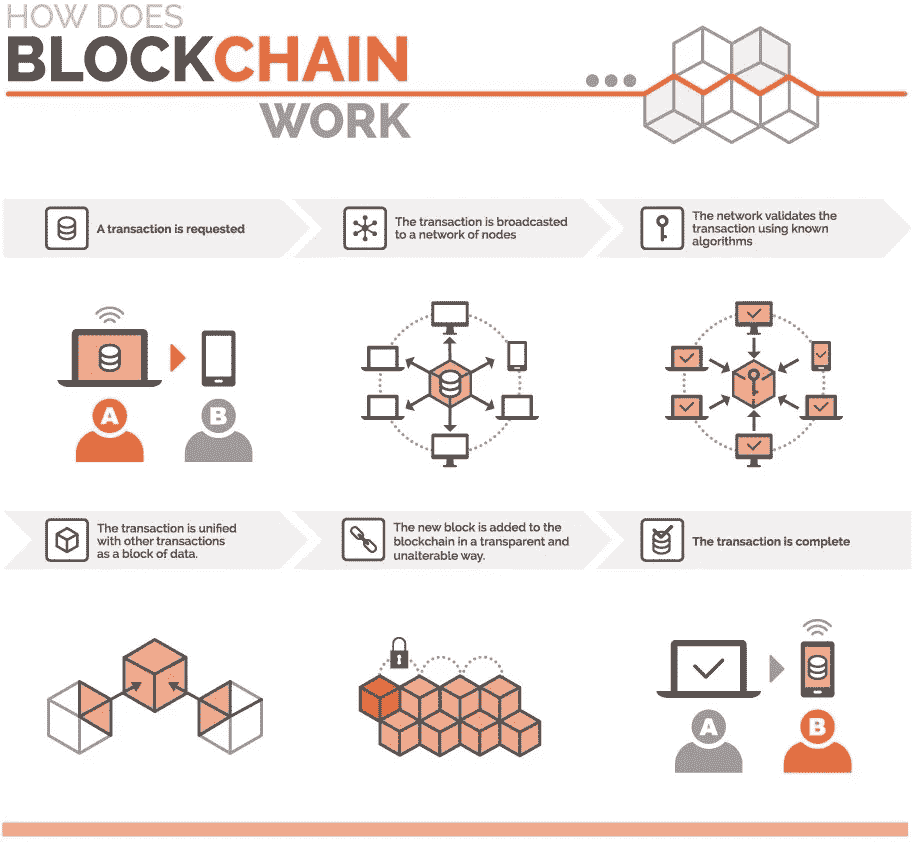 HOW DOES
BLOCKCHAIN
WORK
A transaction is requested
The transaction is broadcasted
to a network of nodes
The network validates the
transaction using known
algorithms
A
B
The transaction is unified
with other transactions
as a block of data.
The new block is added to the
blockchain in a transparent and
unalterable way.
The transaction is complete
A
B